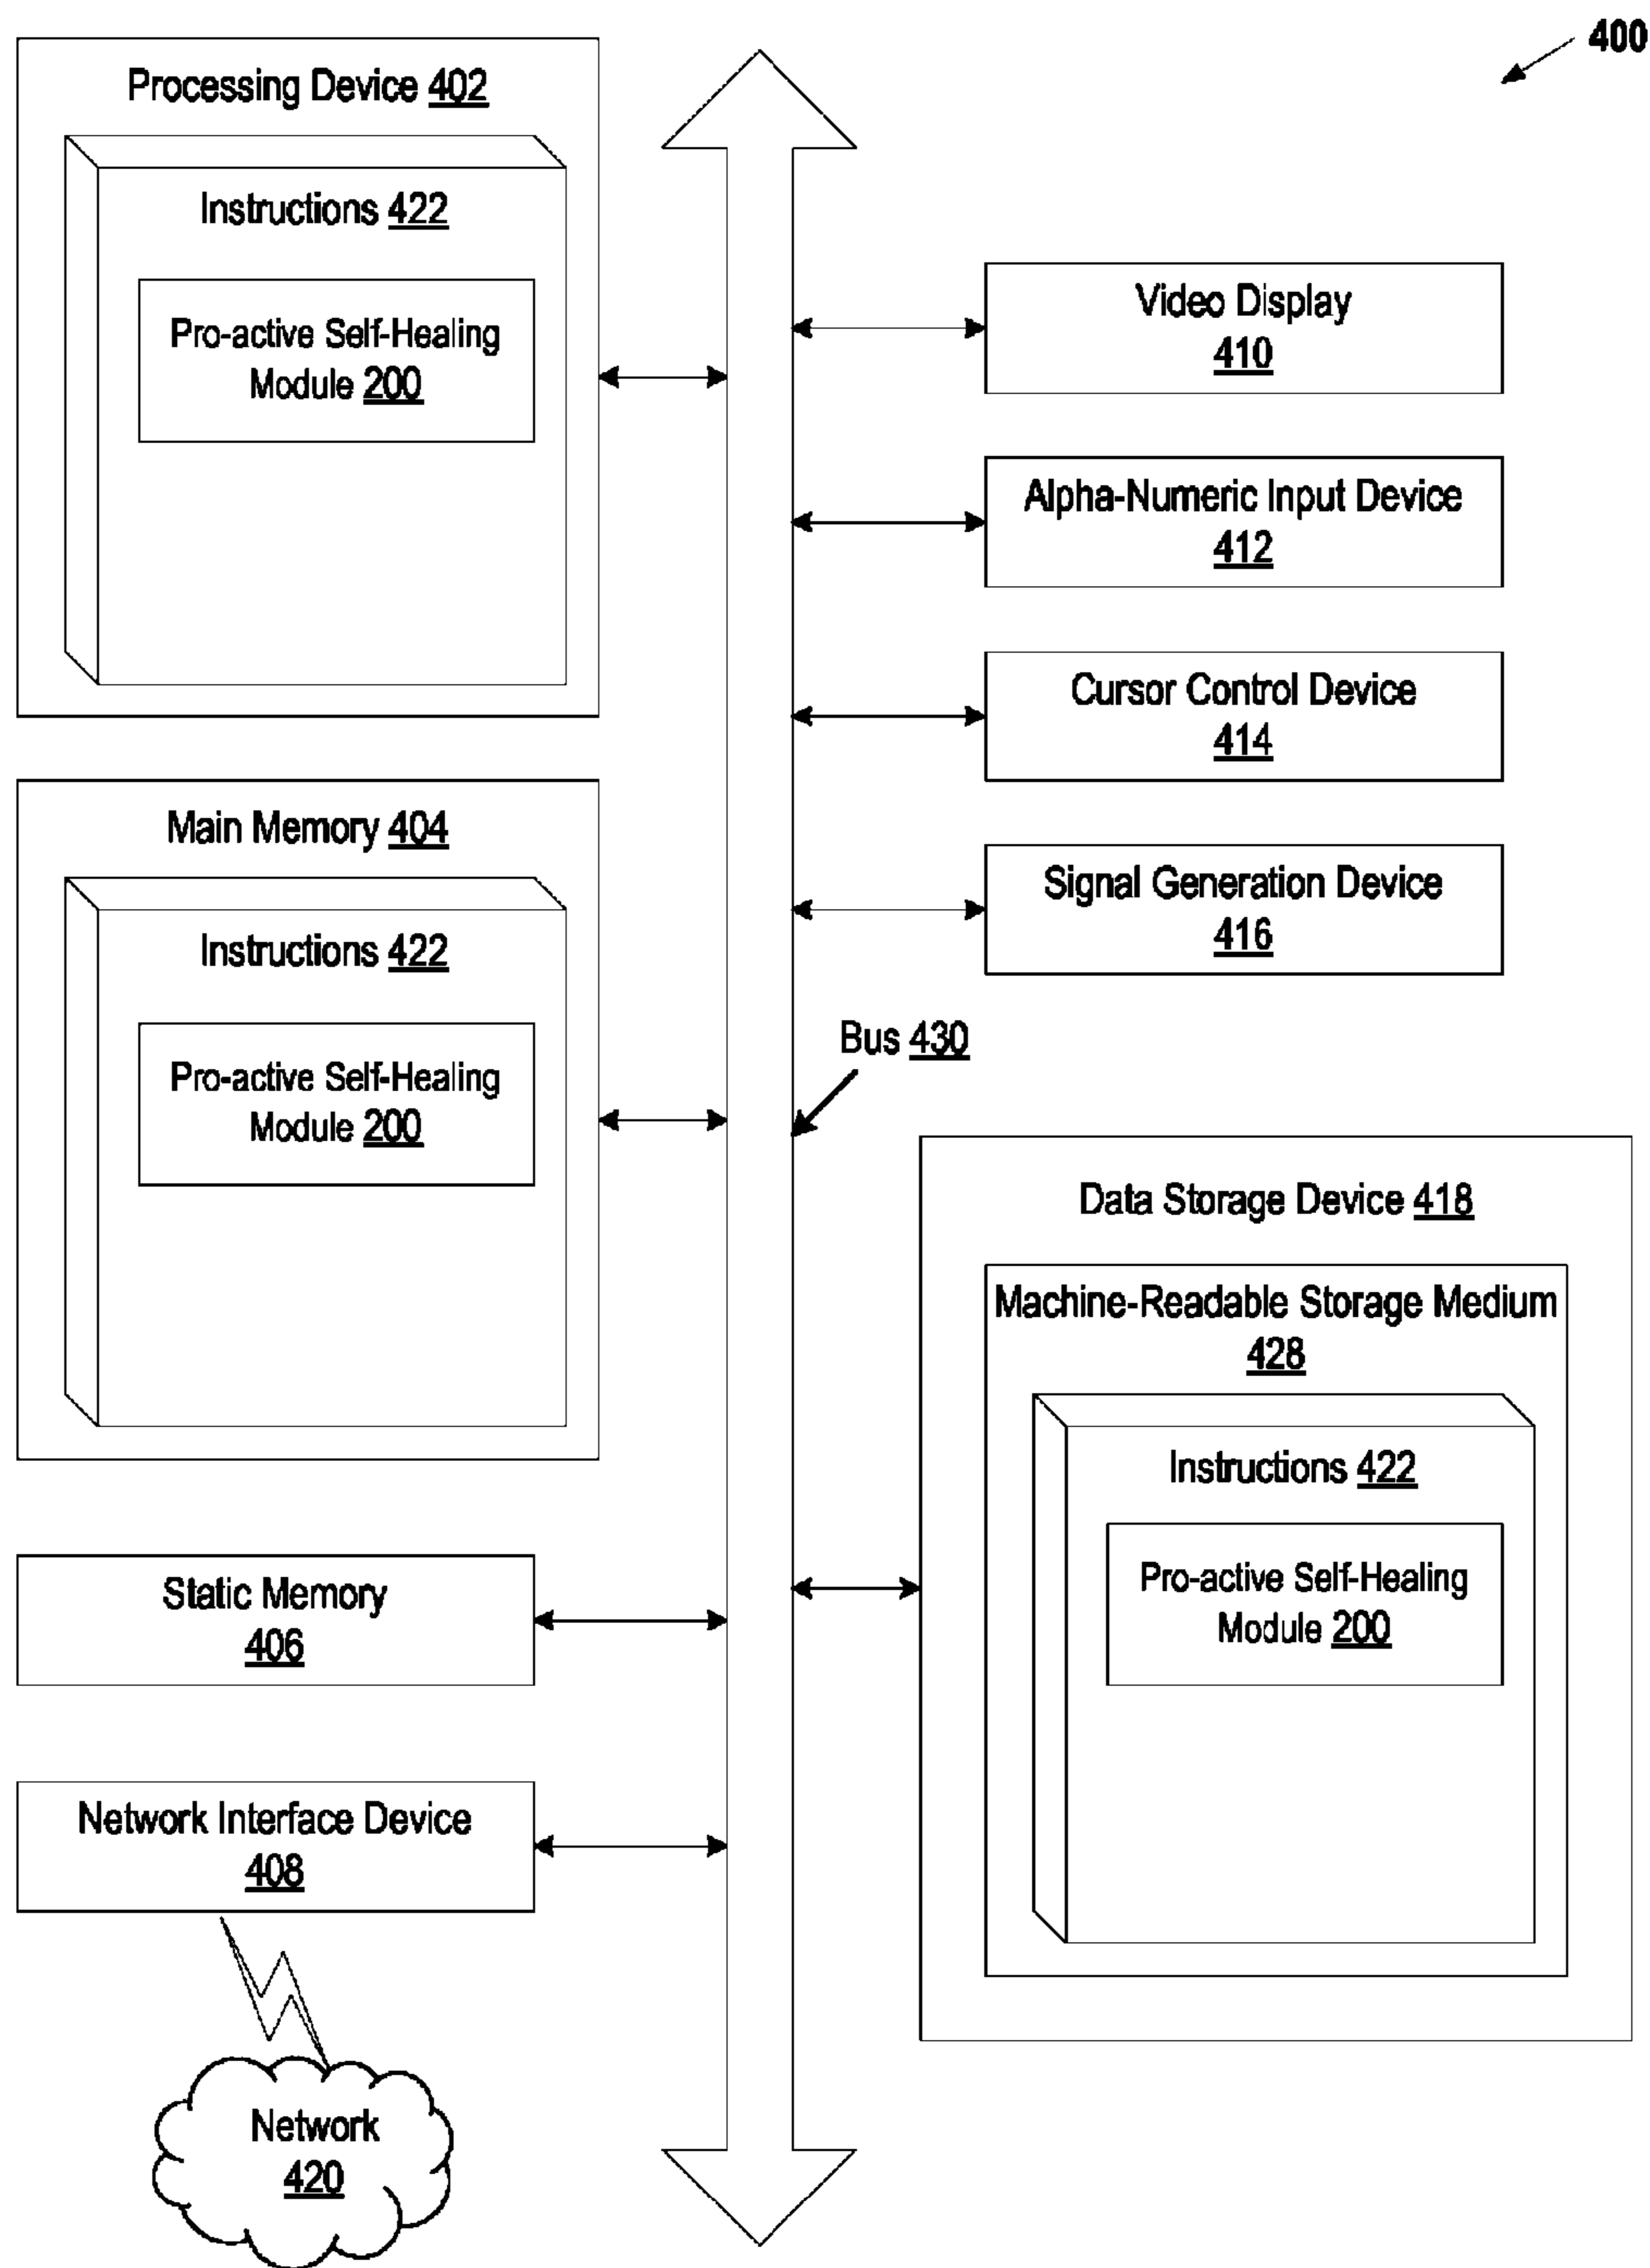 400
Processing Device 402
Instructions 422
Pro-active Self-Healing
Module 200
Main Memory 404
Instructions 422
Pro-active Self-Healing
Module 200
Static Memory
406
Network Interface Device
408
Network
420
Video Display
410
Alpha-Numeric Input Device
412
Cursor Control Device
414
Signal Generation Device
416
Bus 430
Data Storage Device 418
Machine-Readable Storage Medium
428
Instructions 422
Pro-active Self-Healing
Module 200